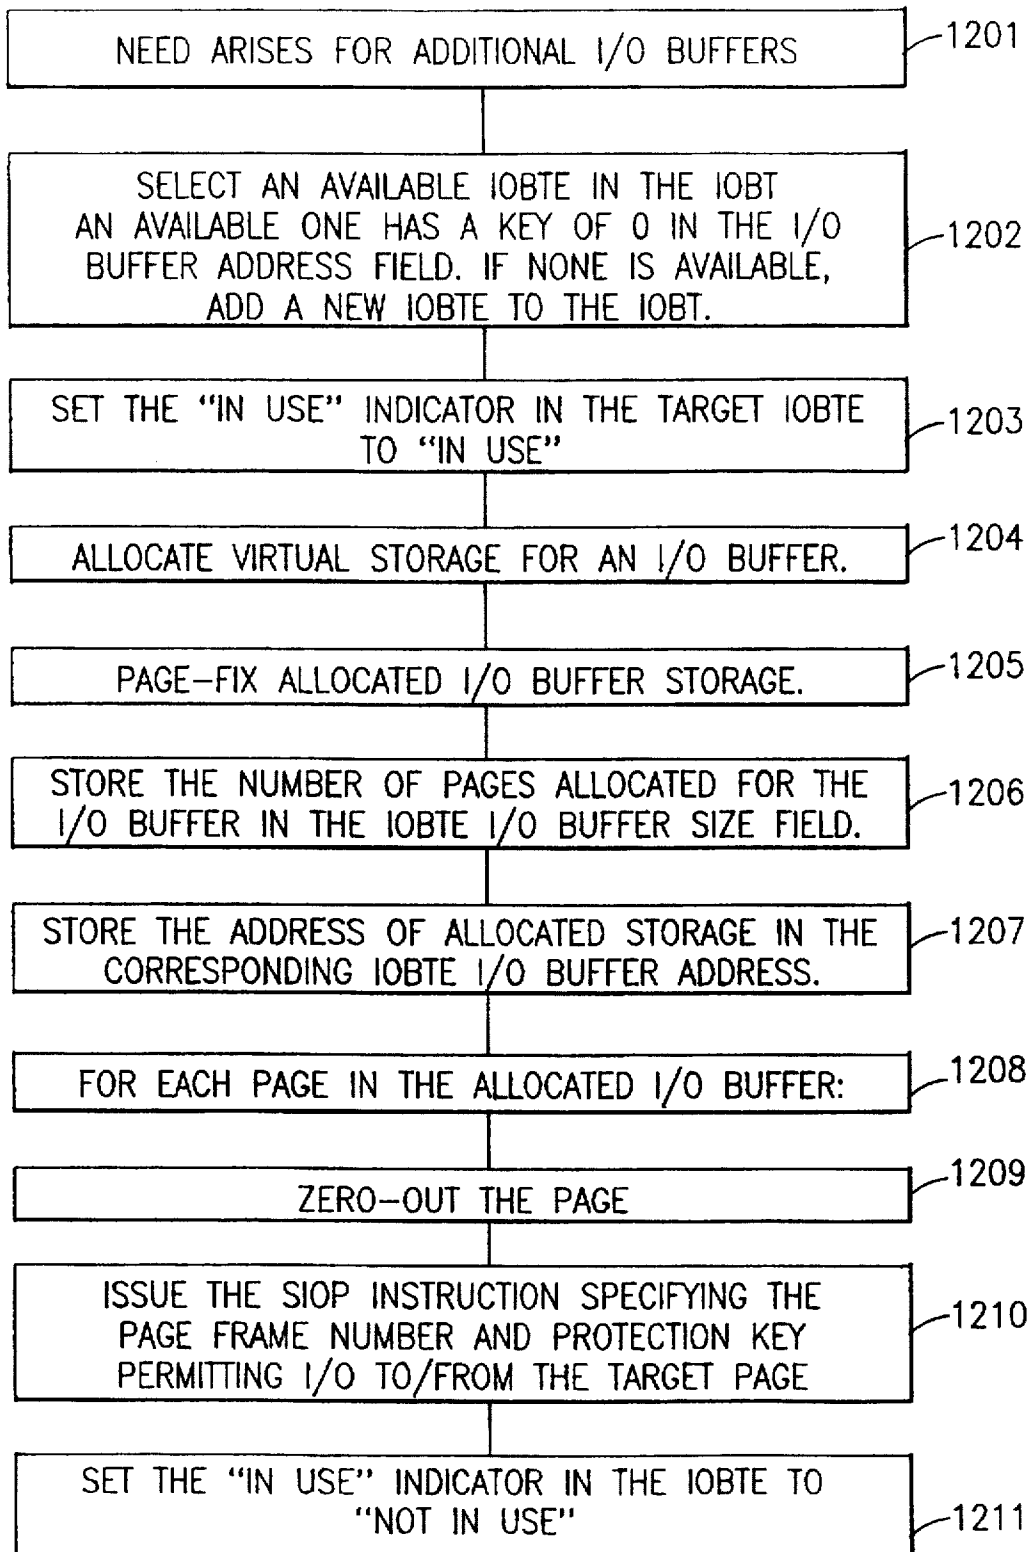 NEED ARISES FOR ADDITIONAL I/O BUFFERS
1201
SELECT AN AVAILABLE IOBTE IN THE IOBT
AN AVAILABLE ONE HAS A KEY OF 0 IN THE I/O
BUFFER ADDRESS FIELD. IF NONE IS AVAILABLE,
ADD A NEW IOBTE TO THE IOBT.
1202
SET THE “IN USE” INDICATOR IN THE TARGET IOBTE
TO “IN USE”
1203
ALLOCATE VIRTUAL STORAGE FOR AN I/O BUFFER.
1204
PAGE-FIX ALLOCATED I/O BUFFER STORAGE.
1205
STORE THE NUMBER OF PAGES ALLOCATED FOR THE
I/O BUFFER IN THE IOBTE I/O BUFFER SIZE FIELD.
1206
STORE THE ADDRESS OF ALLOCATED STORAGE IN THE
CORRESPONDING IOBTE I/O BUFFER ADDRESS.
1207
FOR EACH PAGE IN THE ALLOCATED I/O BUFFER:
1208
ZERO-OUT THE PAGE
1209
ISSUE THE SIOP INSTRUCTION SPECIFYING THE
PAGE FRAME NUMBER AND PROTECTION KEY
PERMITTING I/O TO/FROM THE TARGET PAGE
1210
SET THE “IN USE” INDICATOR IN THE IOBTE TO
“NOT IN USE”
1211